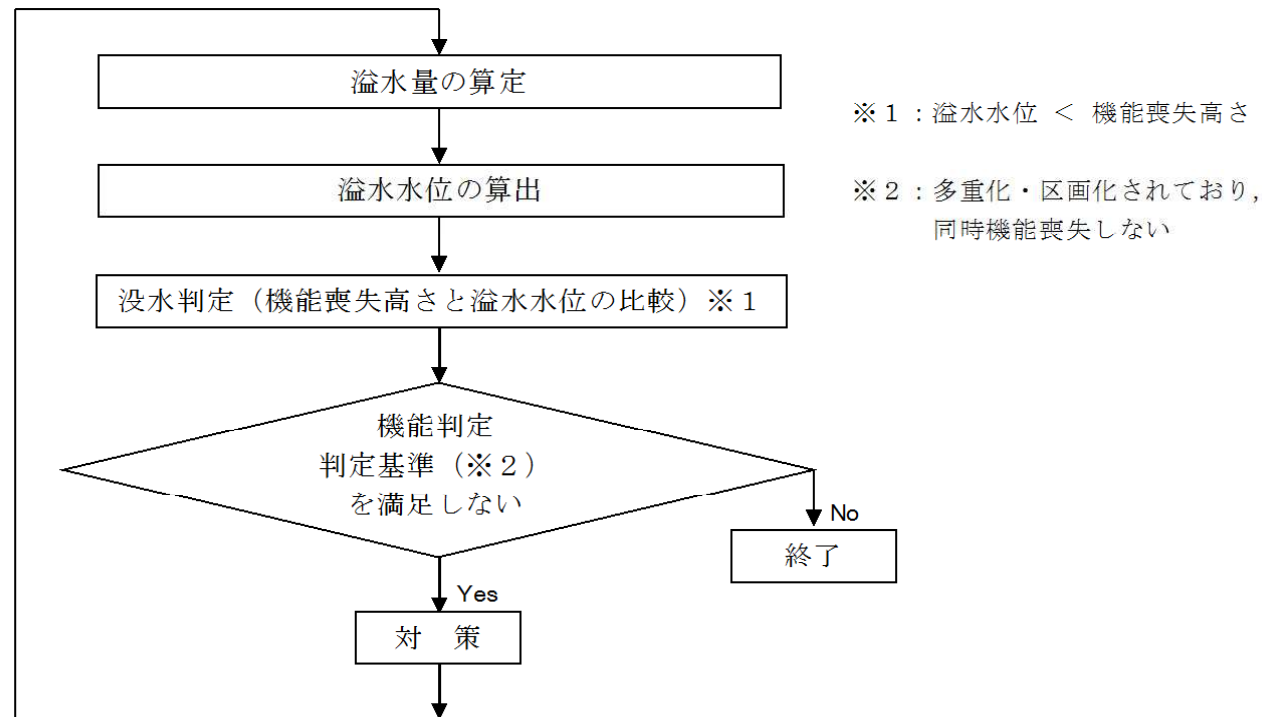 溢水量の算定
※１：溢水水位 ＜ 機能喪失高さ
溢水水位の算出
※２：多重化・区画化されており，
同時機能喪失しない
没水判定（機能喪失高さと溢水水位の比較）※１
機能判定
判定基準（※２）
を満足しない
No
終了
Yes
対　策